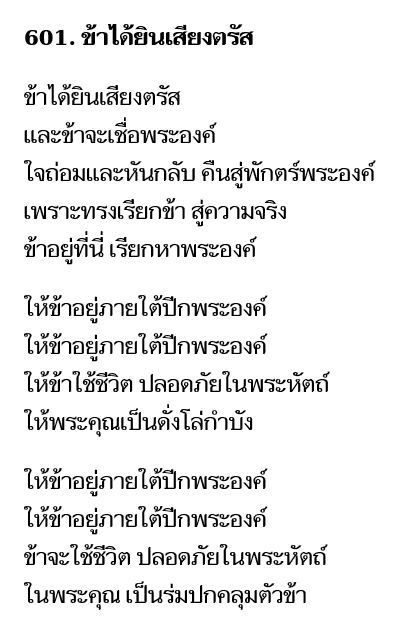 601. ข้าได้ยินเสียงตรัส
ข้าได้ยินเสียงตรัส
และข้าจะเชื่อพระองค์
ใจถ่อมและหันกลับ คืนสู่พักตร์พระองค์
เพราะทรงเรียกข้า สู่ความจริง
ข้าอยู่ที่นี่ เรียกหาพระองค์
ให้ข้าอยู่ภายใต้ปีกพระองค์
ให้ข้าอยู่ภายใต้ปีกพระองค์
ให้ข้าใช้ชีวิต ปลอดภัยในพระหัตถ์
ให้พระคุณเป็นดั่งโล่กำบัง
ให้ข้าอยู่ภายใต้ปีกพระองค์
ให้ข้าอยู่ภายใต้ปีกพระองค์
ข้าจะใช้ชีวิต ปลอดภัยในพระหัตถ์
ในพระคุณ เป็นร่มปกคลุมตัวข้า